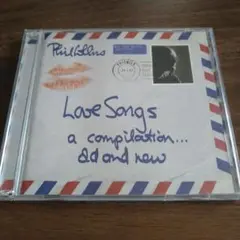 Phil Collins
Love Songs
a compilation...
old and new